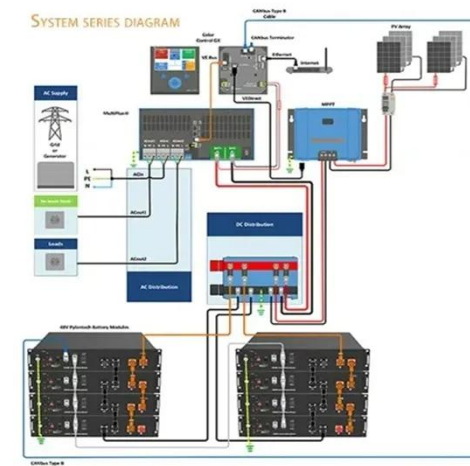 SYSTEM SERIES DIAGRAM
CANbus Type B
Cable
Color
Control GX
CANbus Terminator
Ethernet
Internet
PV Array
VE.Bus
AC Supply
VE.Direct
MultiPlus-II
MPPT
Grid
or
Generator
L
PE
N
ACin
ACout1
Loads
ACout2
AC Distribution
DC Distribution
48V Pylontech Battery Modules
CANbus Type B